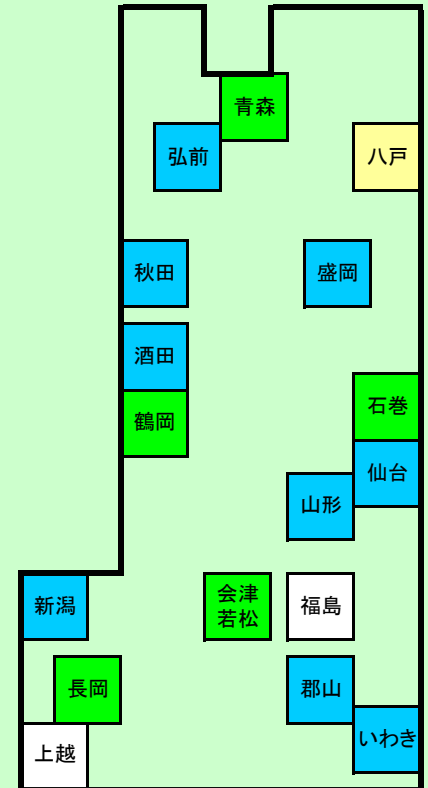 青森
弘前
八戸
秋田
盛岡
酒田
鶴岡
石巻
仙台
山形
新潟
会津
若松
福島
長岡
郡山
いわき
上越